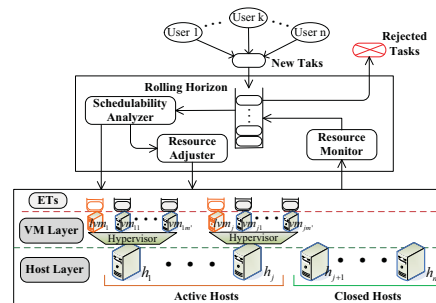 User k
User 1
User n
Rejected
Tasks
New Taks
Rolling Horizon
Schedulability
Analyzer
Resource
Adjuster
Resource
Monitor
ETs
VM Layer
Hypervisor
Hypervisor
Host Layer
h1
hj
hj+1
Active Hosts
Closed Hosts